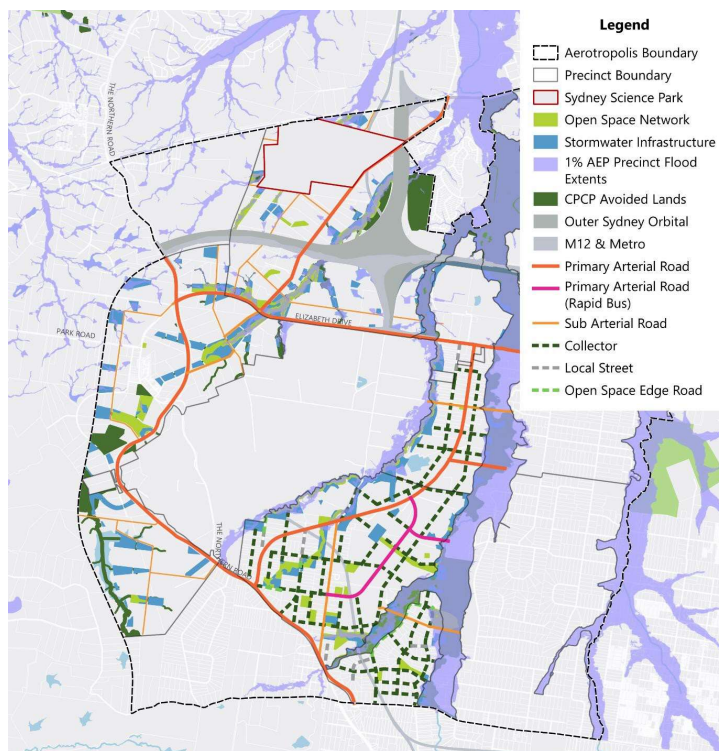 Legend
Aerotropolis Boundary
Precinct Boundary
Sydney Science Park
Open Space Network
Stormwater Infrastructure
1% AEP Precinct Flood
Extents
CPCP Avoided Lands
Outer Sydney Orbital
M12 & Metro
Primary Arterial Road
Primary Arterial Road
(Rapid Bus)
Sub Arterial Road
Collector
Local Street
Open Space Edge Road
THE NORTHERN ROAD
ELIZABETH DRIVE
PARK ROAD
THE NORTHERN ROAD